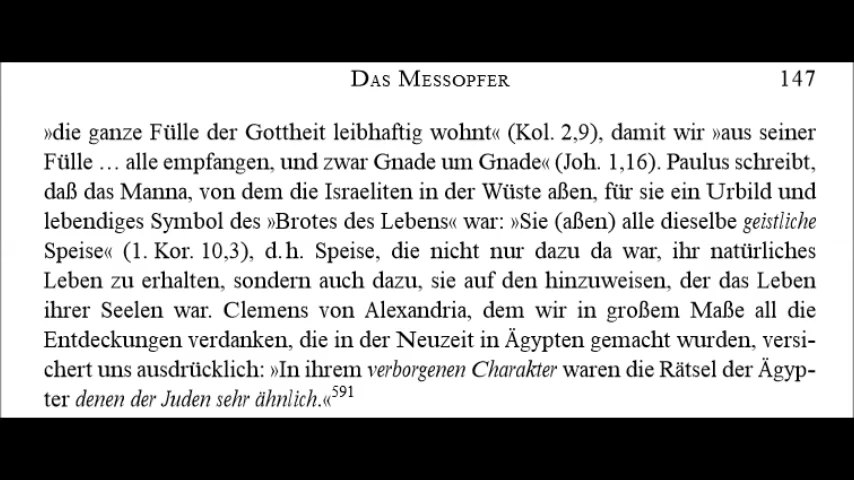 Das Messopfer 147
»die ganze Fülle der Gottheit leibhaftig wohnt« (Kol. 2,9), damit wir »aus seiner
Fülle … alle empfangen, und zwar Gnade um Gnade« (Joh. 1,16). Paulus schreibt,
daß das Manna, von dem die Israeliten in der Wüste aßen, für sie ein Urbild und
lebendiges Symbol des »Brotes des Lebens« war: »Sie (aßen) alle dieselbe geistliche
Speise« (1. Kor. 10,3), d. h. Speise, die nicht nur dazu da war, ihr natürliches
Leben zu erhalten, sondern auch dazu, sie auf den hinzuweisen, der das Leben
ihrer Seelen war. Clemens von Alexandria, dem wir in großem Maße all die
Entdeckungen verdanken, die in der Neuzeit in Ägypten gemacht wurden, versi-
chert uns ausdrücklich: »In ihrem verborgenen Charakter waren die Rätsel der Ägyp-
ter denen der Juden sehr ähnlich.«591